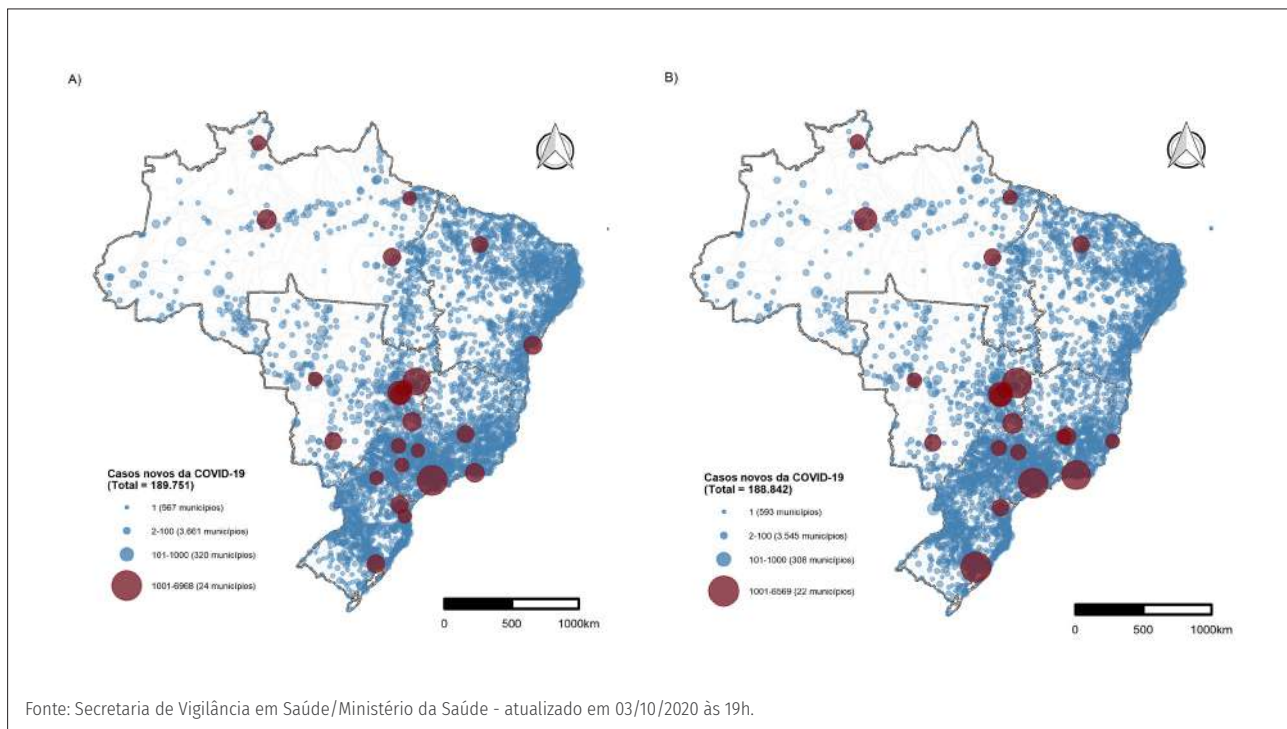 A)
B)
Casos novos da COVID-19
(Total = 189.751)
1 (567 municípios)
2-100 (3.661 municípios)
101-1000 (320 municípios)
1001-6968 (24 municípios)
0 500 1000km
Casos novos da COVID-19
(Total = 188.842)
1 (593 municípios)
2-100 (3.545 municípios)
101-1000 (308 municípios)
1001-6569 (22 municípios)
0 500 1000km
Fonte: Secretaria de Vigilância em Saúde/Ministério da Saúde - atualizado em 03/10/2020 às 19h.